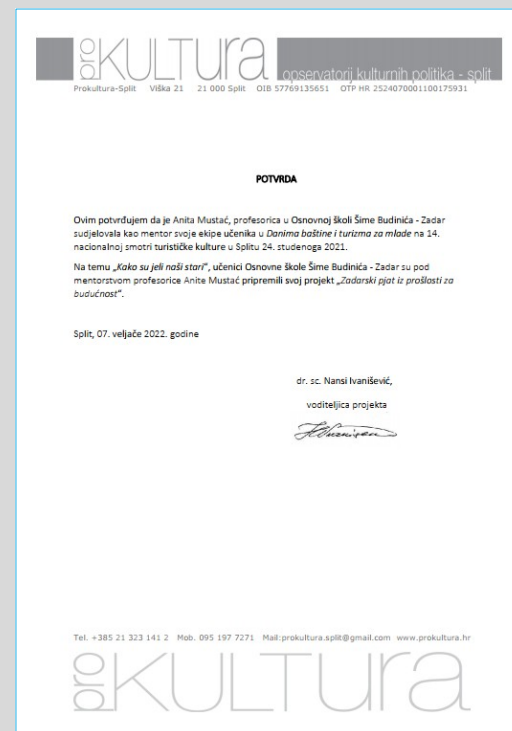 pro KULTURa
opservatorij kulturnih politika - split
Prokultura-Split Viška 21 21 000 Split OIB 57769135651 OTP HR 2524070001100175931
POTVRDA
Ovim potvrđujem da je Anita Mustać, profesorica u Osnovnoj školi Šime Budinića - Zadar
sudjelovala kao mentor svoje ekipe učenika u Danima baštine i turizma za mlade na 14.
nacionalnoj smotri turističke kulture u Splitu 24. studenoga 2021.
Na temu „Kako su jeli naši stari“, učenici Osnovne škole Šime Budinića - Zadar su pod
mentorstvom profesorice Anite Mustać pripremili svoj projekt „Zadarski pjat iz prošlosti za
budućnost“.
Split, 07. veljače 2022. godine
dr. sc. Nansi Ivanišević,
voditeljica projekta
Tel. +385 21 323 141 2 Mob. 095 197 7271 Mail:prokultura.split@gmail.com www.prokultura.hr
pro KULTURa